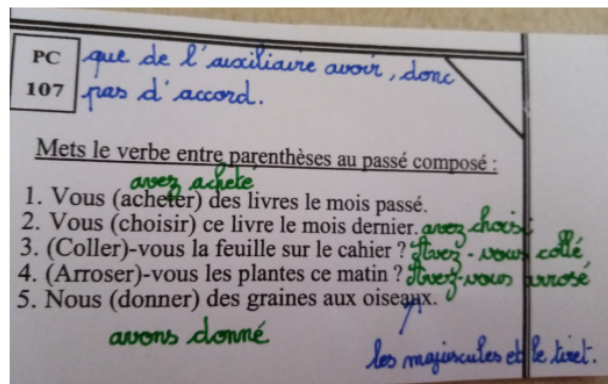 PC
107
que de l'auxiliaire avoir, donc
pas d'accord.
Mets le verbe entre parenthèses au passé composé :
avez acheté
1. Vous (acheter) des livres le mois passé.
2. Vous (choisir) ce livre le mois dernier. avez choisi
3. (Coller)-vous la feuille sur le cahier ? Avez-vous collé
4. (Arroser)-vous les plantes ce matin ? Avez-vous arrosé
5. Nous (donner) des graines aux oiseaux.
avons donné
les majuscules et le tiret.